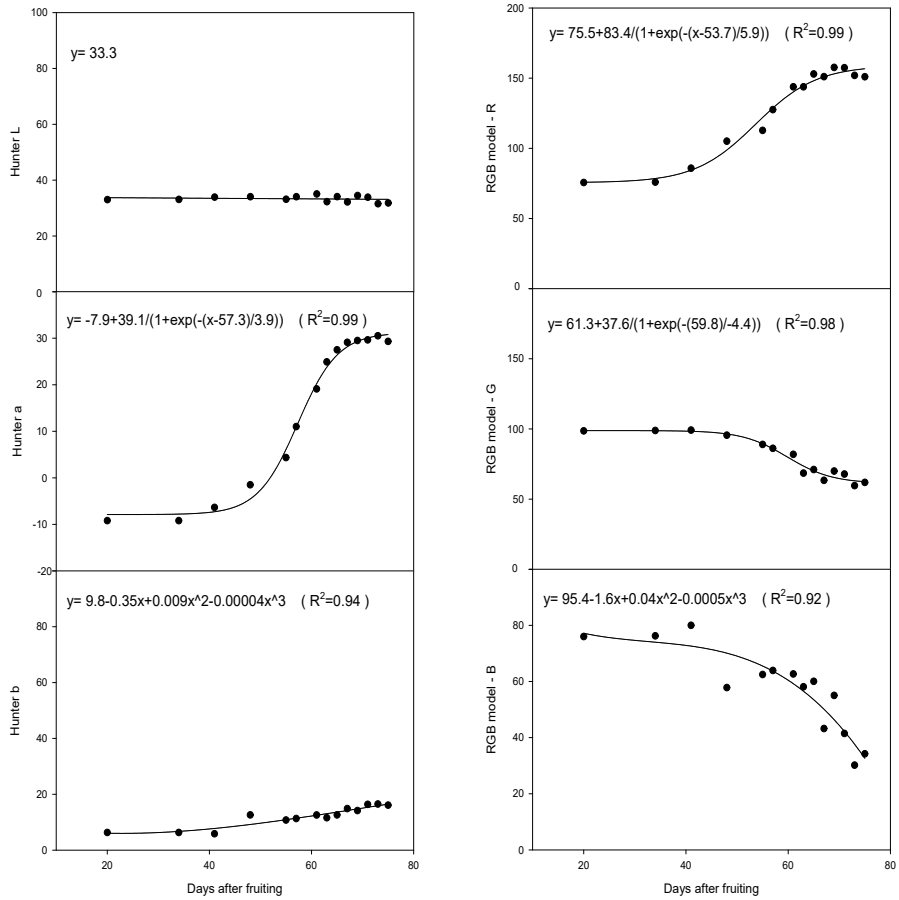 100
80
60
40
20
0
Hunter L
y= 33.3
30
20
10
0
-10
-20
Hunter a
y= -7.9+39.1/(1+exp(-(x-57.3)/3.9)) ( R²=0.99 )
80
60
40
20
0
Hunter b
y= 9.8-0.35x+0.009x^2-0.00004x^3 ( R²=0.94 )
20 40 60 80
Days after fruiting
200
150
100
50
0
RGB model - R
y= 75.5+83.4/(1+exp(-(x-53.7)/5.9)) ( R²=0.99 )
150
100
50
0
RGB model - G
y= 61.3+37.6/(1+exp(-(59.8)/-4.4)) ( R²=0.98 )
80
60
40
20
0
RGB model - B
y= 95.4-1.6x+0.04x^2-0.0005x^3 ( R²=0.92 )
20 40 60 80
Days after fruiting